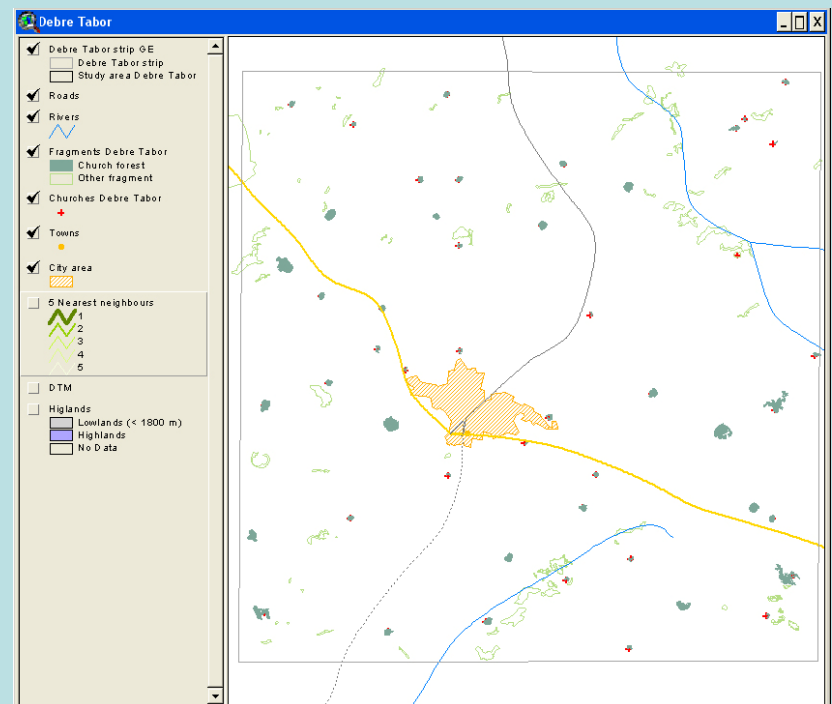 Debre Tabor
Debre Tabor strip GE
Debre Tabor strip
Study area Debre Tabor
Roads
Rivers
Fragments Debre Tabor
Church forest
Other fragment
Churches Debre Tabor
Towns
City area
5 Nearest neighbours
1
2
3
4
5
DTM
Higlands
Lowlands (< 1800 m)
Highlands
No Data